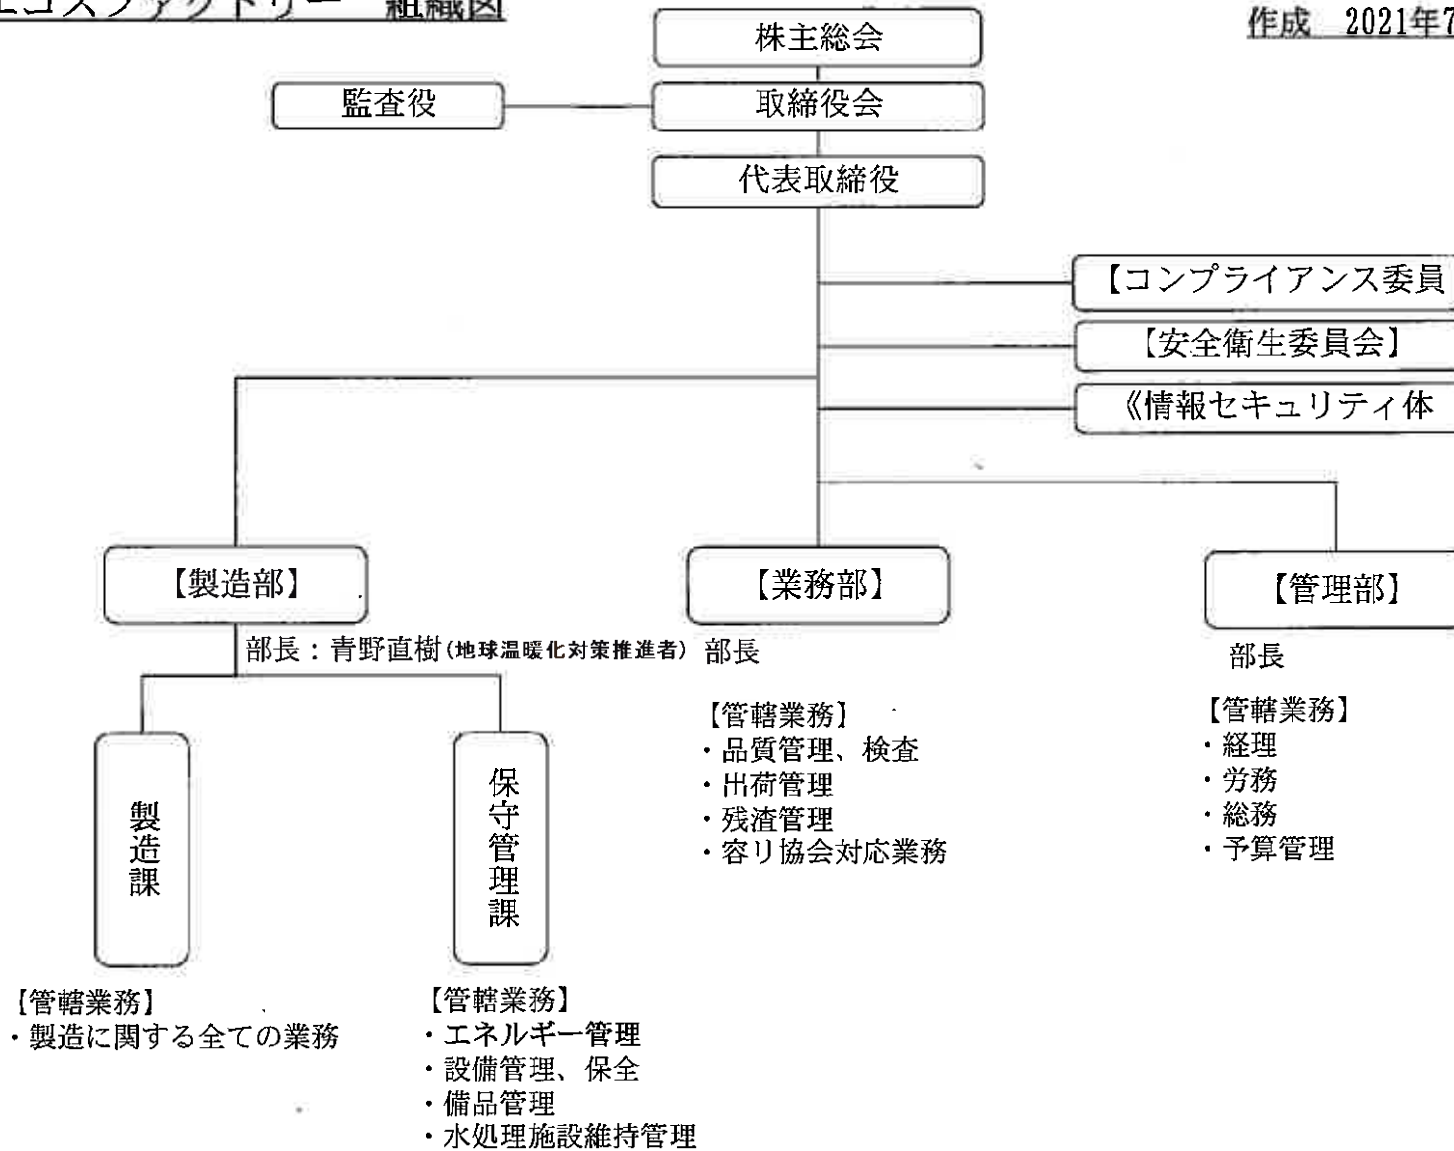 エコスファクトリー 組織図
作成 2021年7
株主総会
監査役
取締役会
代表取締役
【コンプライアンス委員
【安全衛生委員会】
《情報セキュリティ体
【製造部】
【業務部】
【管理部】
部長：青野直樹(地球温暖化対策推進者)
部長
部長
製造課
保守管理課
【管轄業務】
・品質管理、検査
・出荷管理
・残渣管理
・容リ協会対応業務
【管轄業務】
・経理
・労務
・総務
・予算管理
【管轄業務】
・製造に関する全ての業務
【管轄業務】
・エネルギー管理
・設備管理、保全
・備品管理
・水処理施設維持管理